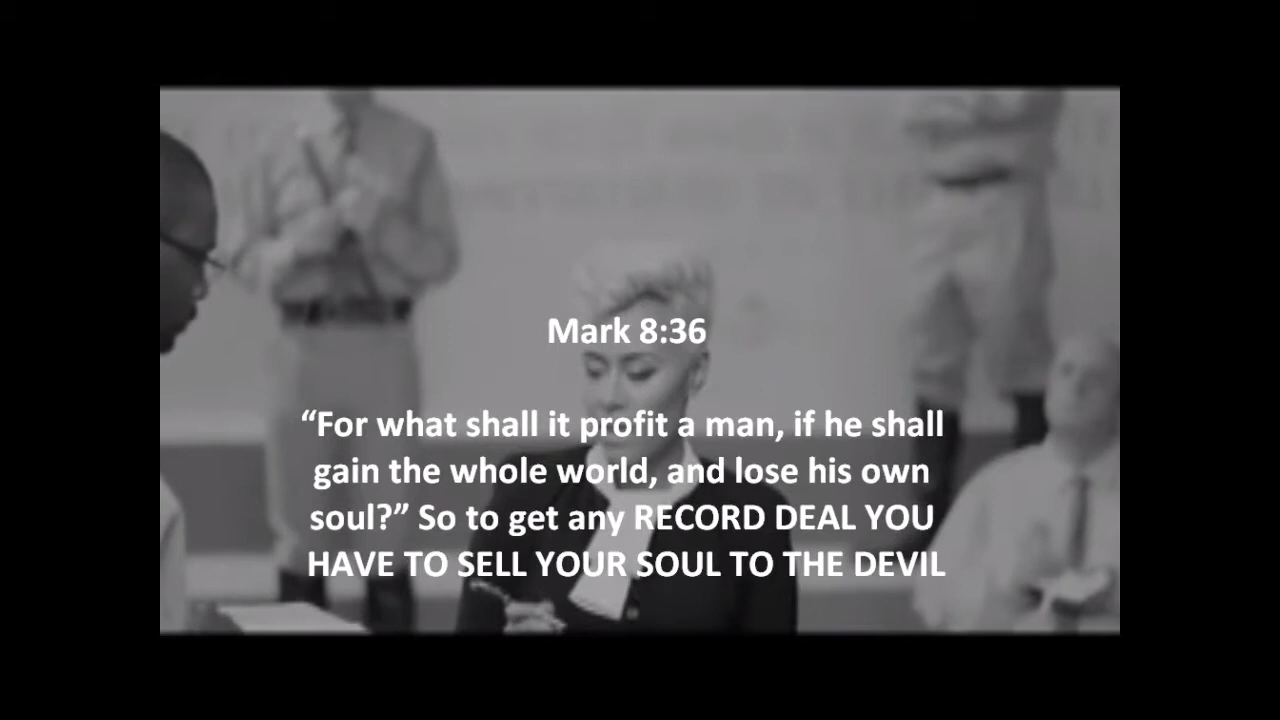 Mark 8:36
“For what shall it profit a man, if he shall
gain the whole world, and lose his own
soul?” So to get any RECORD DEAL YOU
HAVE TO SELL YOUR SOUL TO THE DEVIL